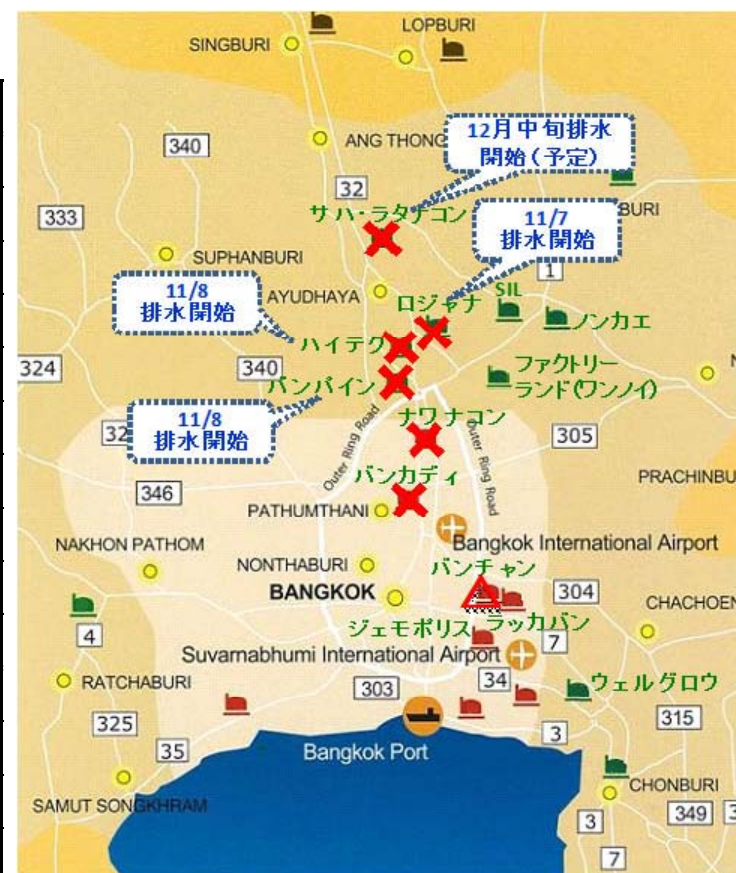 LOPBURI
SINGBURI
ANG THONG
12月中旬排水
開始(予定)
340
32
333
サハ・ラタナコン
BURI
11/7
排水開始
SUPHANBURI
1
11/8
排水開始
AYUDHAYA
ロジャナ
SIL
ノンカエ
ハイテク
324
340
バンパイン
ファクトリー
ランド(ワンノイ)
11/8
排水開始
Outer Ring Road
ナワナコン
Outer Ring Road
32
305
バンカディ
346
PRACHINBU
PATHUMTHANI
NAKHON PATHOM
Bangkok International Airport
NONTHABURI
バンチャン
BANGKOK
304
CHACHOEN
4
ジェモポリス
ラッカバン
7
Suvarnabhumi International Airport
RATCHABURI
303
34
ウェルグロウ
325
315
35
Bangkok Port
3
CHONBURI
SAMUT SONGKHRAM
3
349
3
7